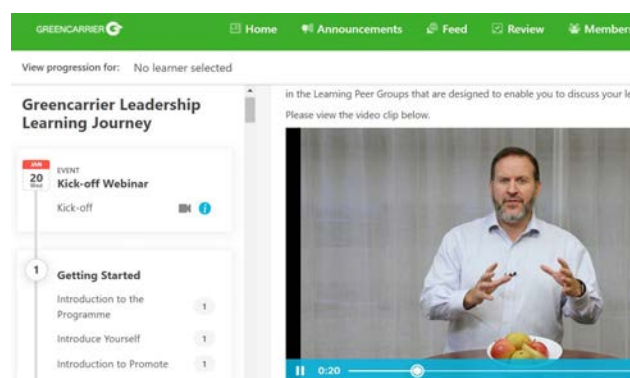 GREENCARRIER
Home
Announcements
Feed
Review
Members
View progression for: No learner selected
Greencarrier Leadership
Learning Journey
JAN
20
Wed
EVENT
Kick-off Webinar
Kick-off
1
Getting Started
Introduction to the
Programme
1
Introduce Yourself
1
Introduction to Promote
1
in the Learning Peer Groups that are designed to enable you to discuss your le
Please view the video clip below.
0:20